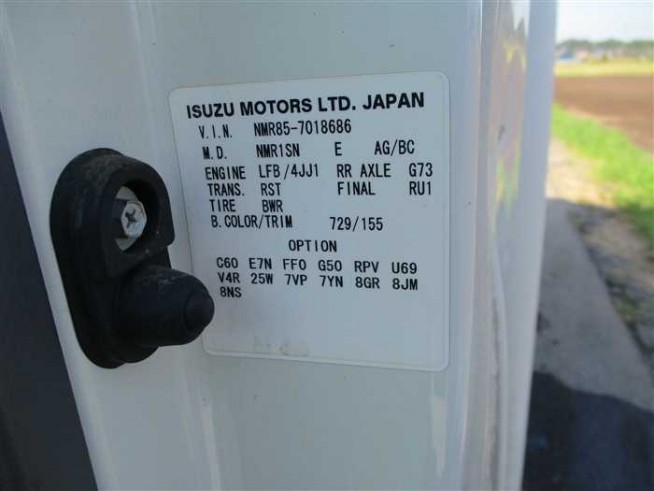 ISUZU MOTORS LTD. JAPAN
V.I.N. NMR85-7018686
M.D. NMR1SN E AG/BC
ENGINE LFB/4JJ1 RR AXLE G73
TRANS. RST FINAL RU1
TIRE BWR
B.COLOR/TRIM 729/155
OPTION
C60 E7N FF0 G50 RPV U69
V4R 25W 7VP 7YN 8GR 8JM
8NS